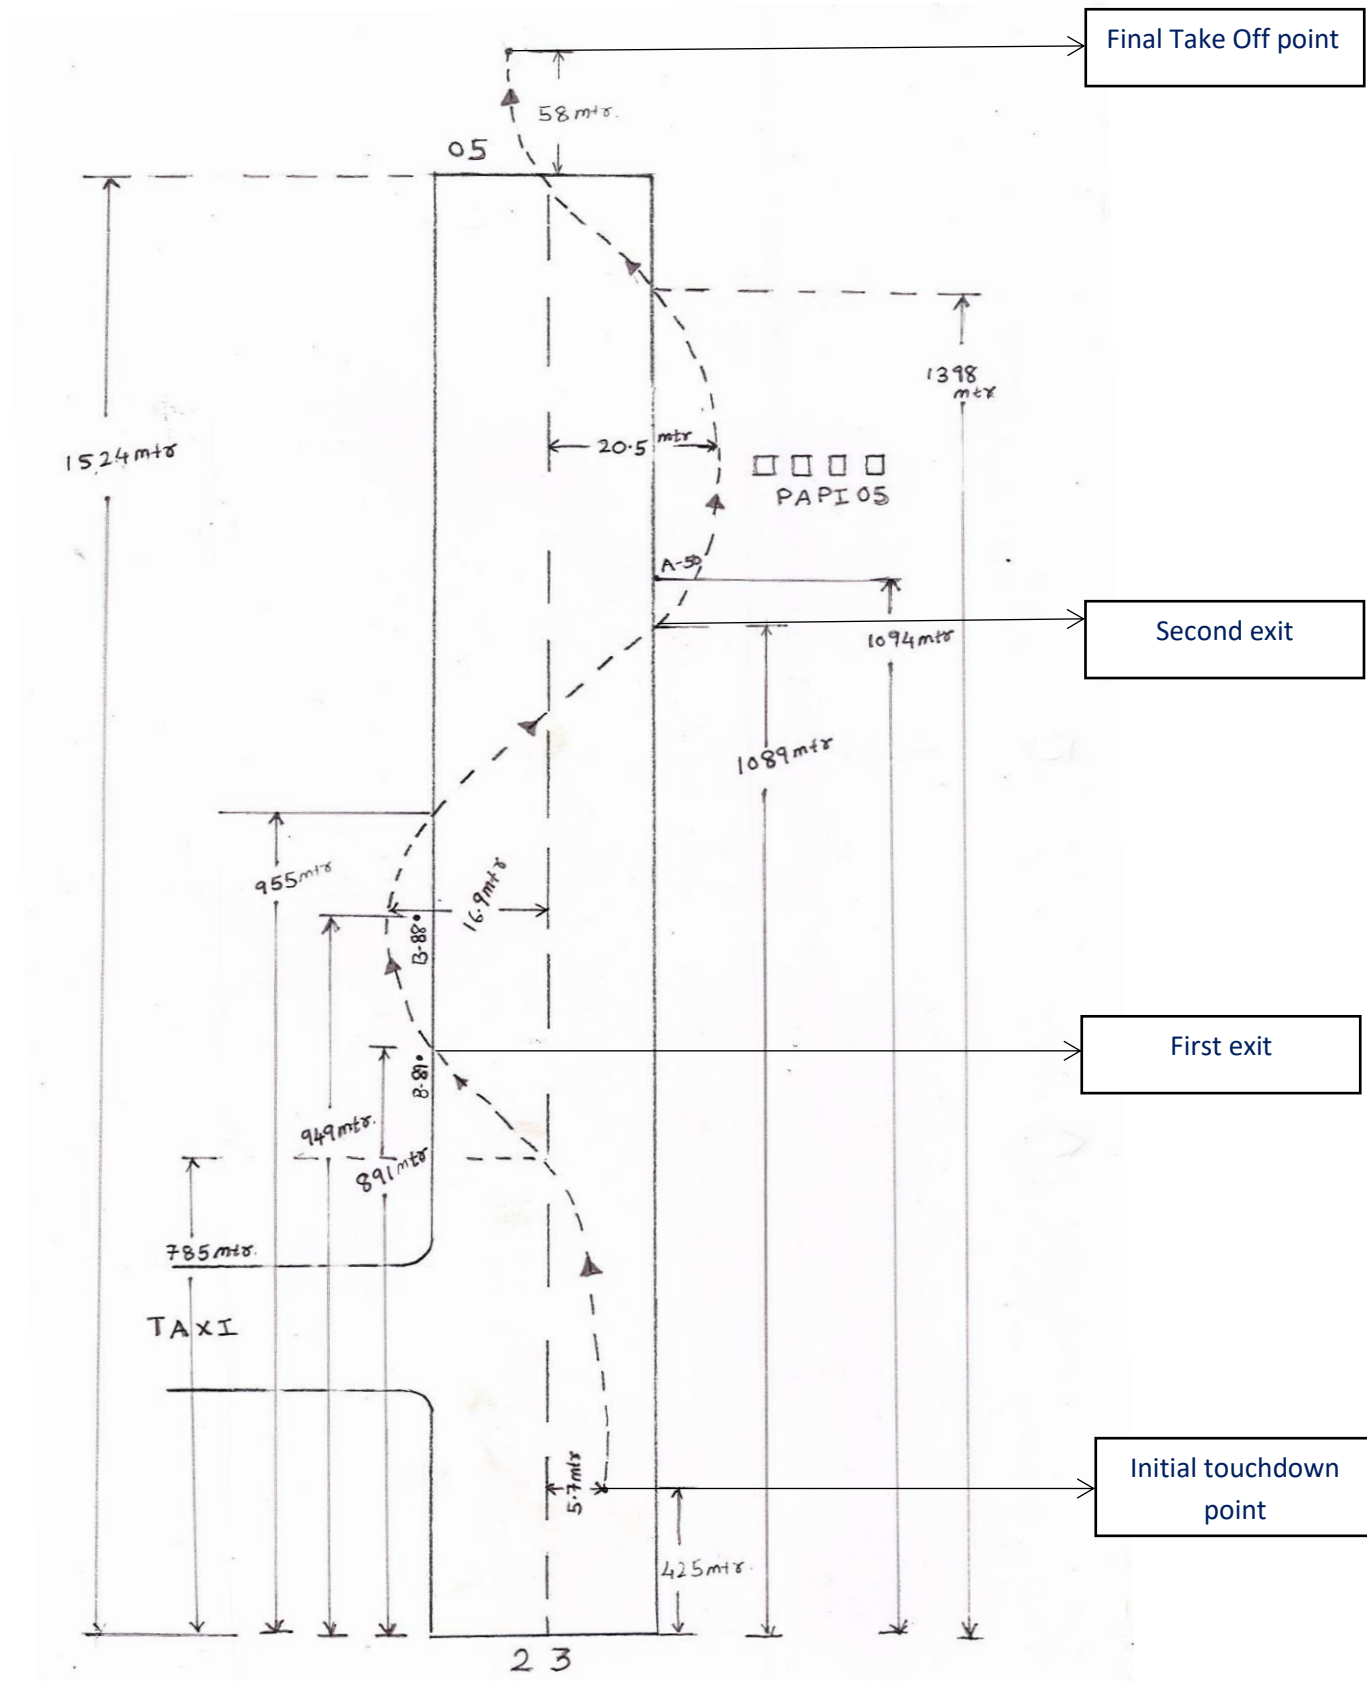 Final Take Off point
58 mtr.
05
1398
mtr
1524 mtr
20.5 mtr
PAPI 05
A-50
Second exit
1094 mtr
1089 mtr
955 mtr
16.9 mtr
B-88
First exit
B-89
949 mtr.
891 mtr
785 mtr.
TAXI
Initial touchdown
point
5.7 mtr
425 mtr.
23